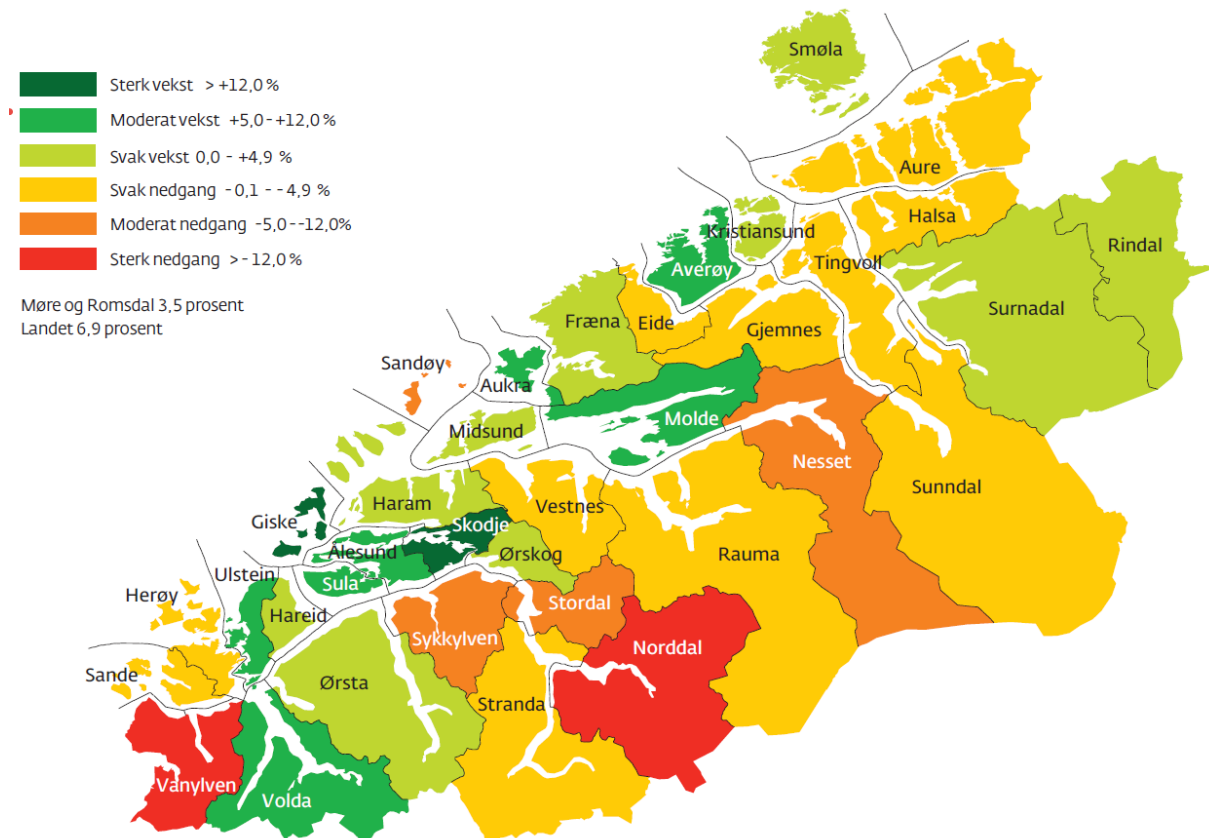 Sterk vekst > +12,0 %
Moderat vekst +5,0 - +12,0 %
Svak vekst 0,0 - +4,9 %
Svak nedgang -0,1 - -4,9 %
Moderat nedgang -5,0 --12,0%
Sterk nedgang >-12,0 %
Møre og Romsdal 3,5 prosent
Landet 6,9 prosent
Smøla
Aure
Halsa
Kristiansund
Rindal
Averøy
Tingvoll
Surnadal
Fræna
Eide
Gjemnes
Sandøy
Aukra
Molde
Midsund
Nesset
Sunndal
Haram
Vestnes
Giske
Skodje
Ålesund
Ørskog
Rauma
Ulstein
Sula
Herøy
Hareid
Stordal
Sykkylven
Norddal
Sande
Ørsta
Stranda
Vanylven
Volda